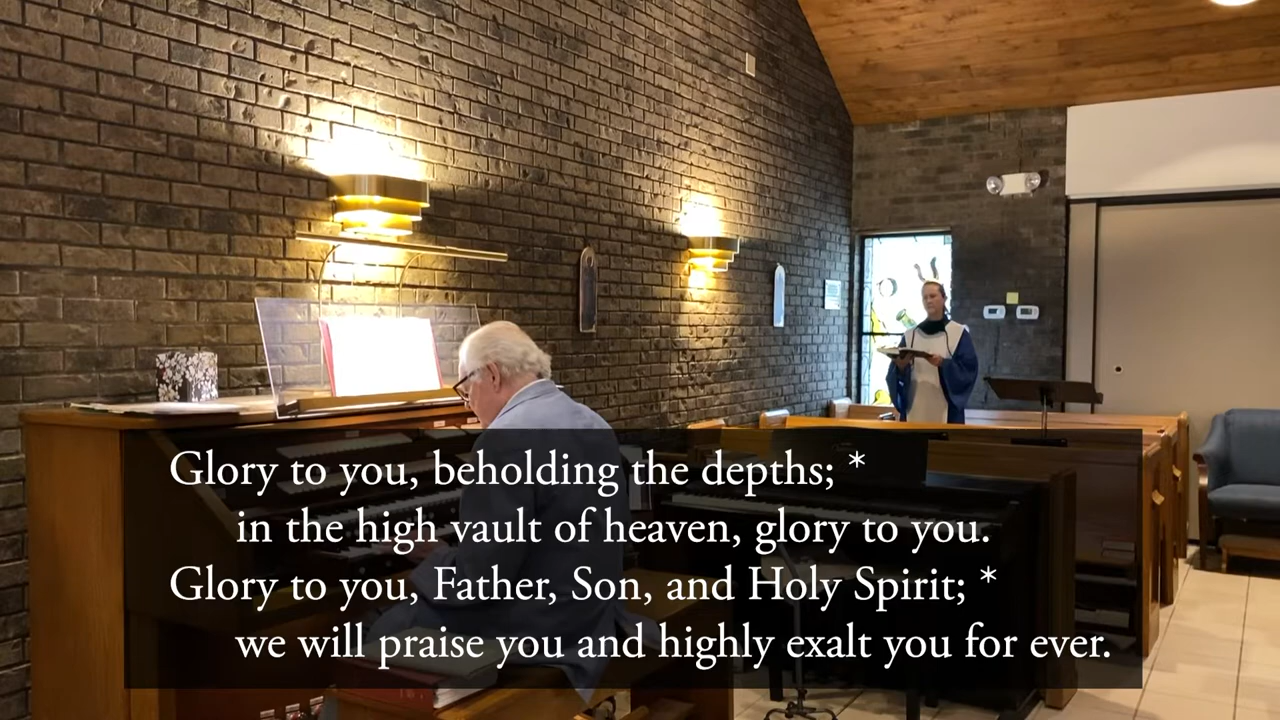 Glory to you, beholding the depths; *
in the high vault of heaven, glory to you.
Glory to you, Father, Son, and Holy Spirit; *
we will praise you and highly exalt you for ever.